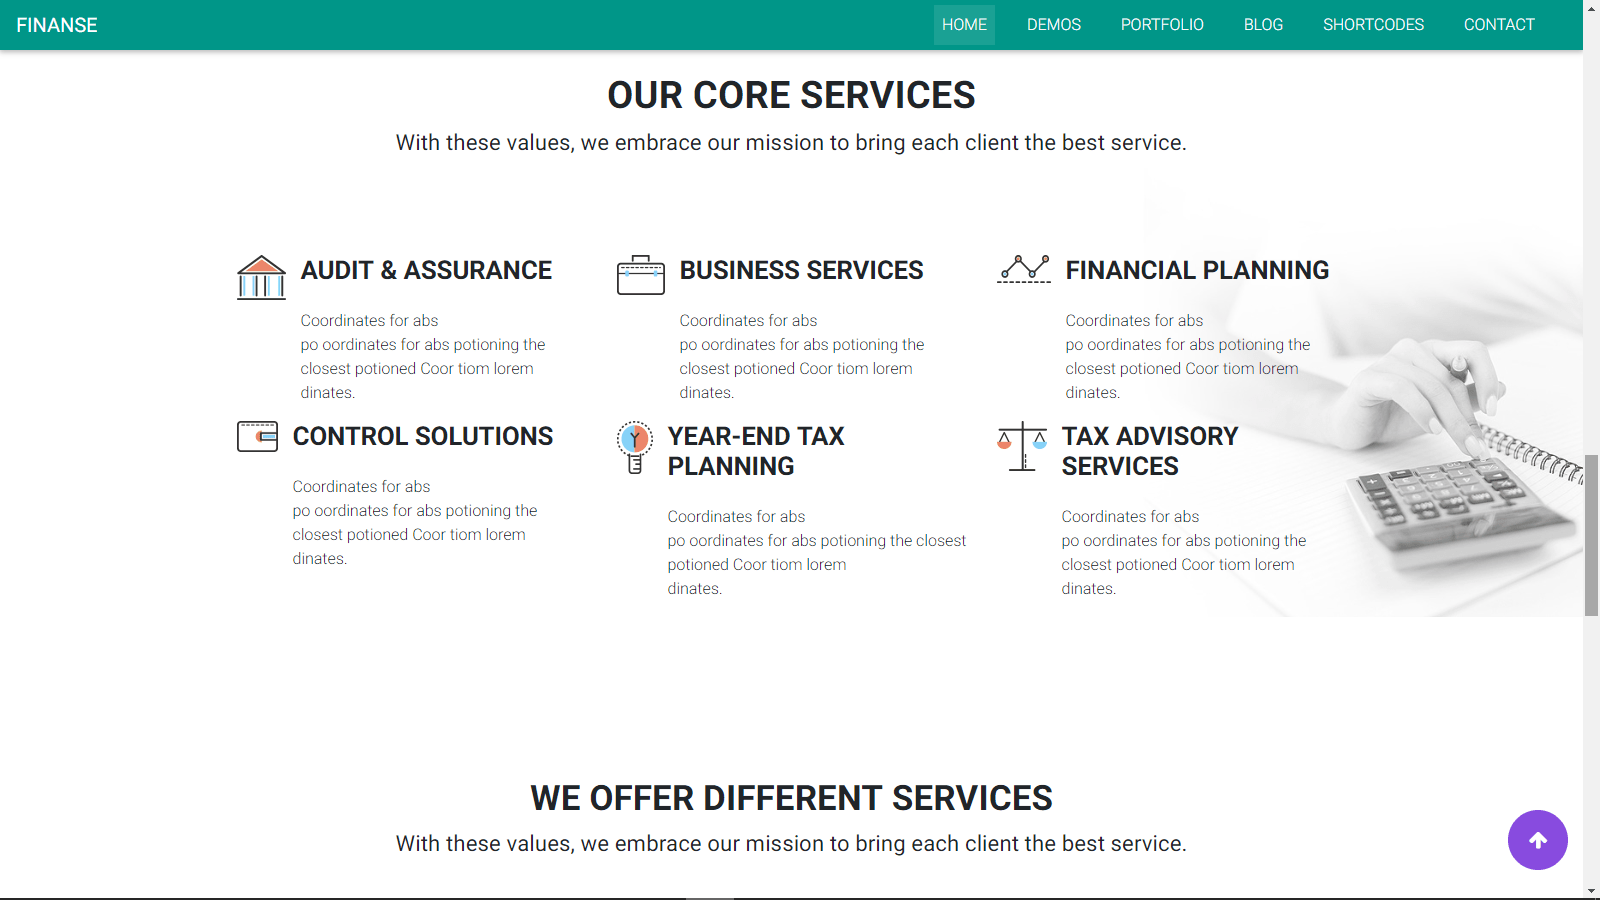 FINANSE
HOME
DEMOS
PORTFOLIO
BLOG
SHORTCODES
CONTACT
OUR CORE SERVICES
With these values, we embrace our mission to bring each client the best service.
AUDIT & ASSURANCE
Coordinates for abs
po oordinates for abs potioning the
closest potioned Coor tiom lorem
dinates.
BUSINESS SERVICES
Coordinates for abs
po oordinates for abs potioning the
closest potioned Coor tiom lorem
dinates.
FINANCIAL PLANNING
Coordinates for abs
po oordinates for abs potioning the
closest potioned Coor tiom lorem
dinates.
CONTROL SOLUTIONS
Coordinates for abs
po oordinates for abs potioning the
closest potioned Coor tiom lorem
dinates.
YEAR-END TAX
PLANNING
Coordinates for abs
po oordinates for abs potioning the closest
potioned Coor tiom lorem
dinates.
TAX ADVISORY
SERVICES
Coordinates for abs
po oordinates for abs potioning the
closest potioned Coor tiom lorem
dinates.
WE OFFER DIFFERENT SERVICES
With these values, we embrace our mission to bring each client the best service.